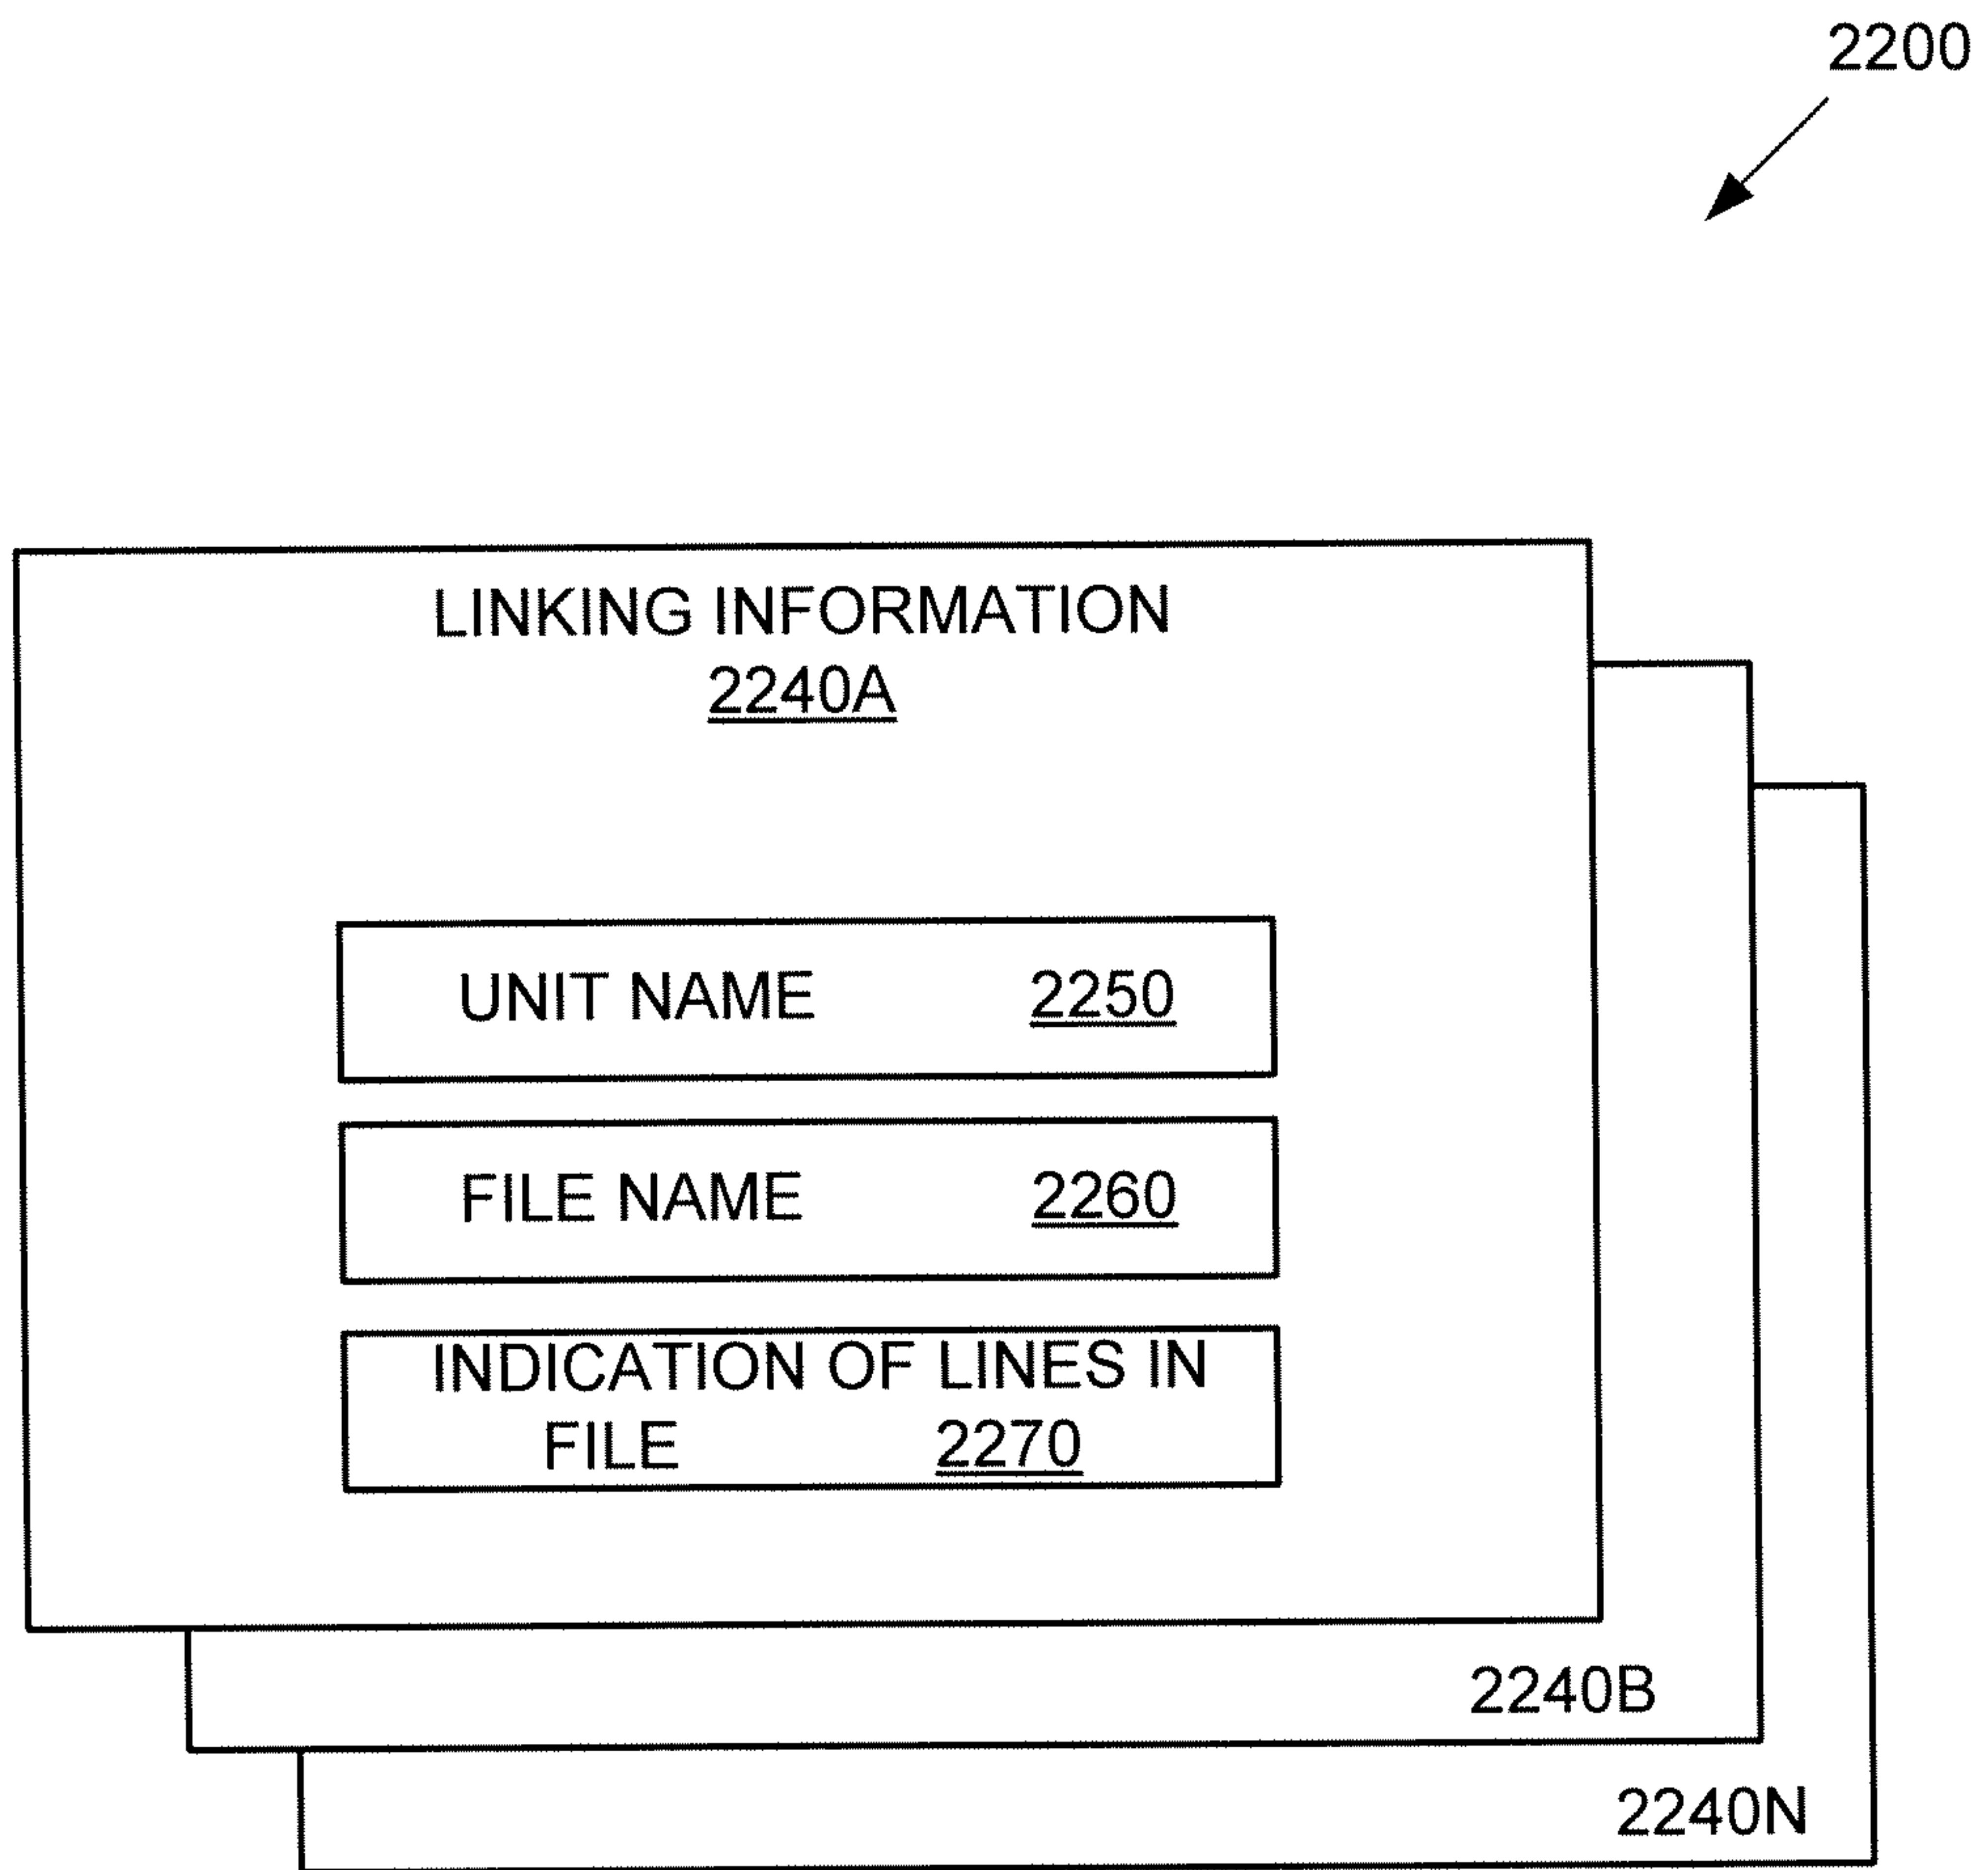 2200
LINKING INFORMATION
2240A
UNIT NAME 2250
FILE NAME 2260
INDICATION OF LINES IN
FILE 2270
2240B
2240N